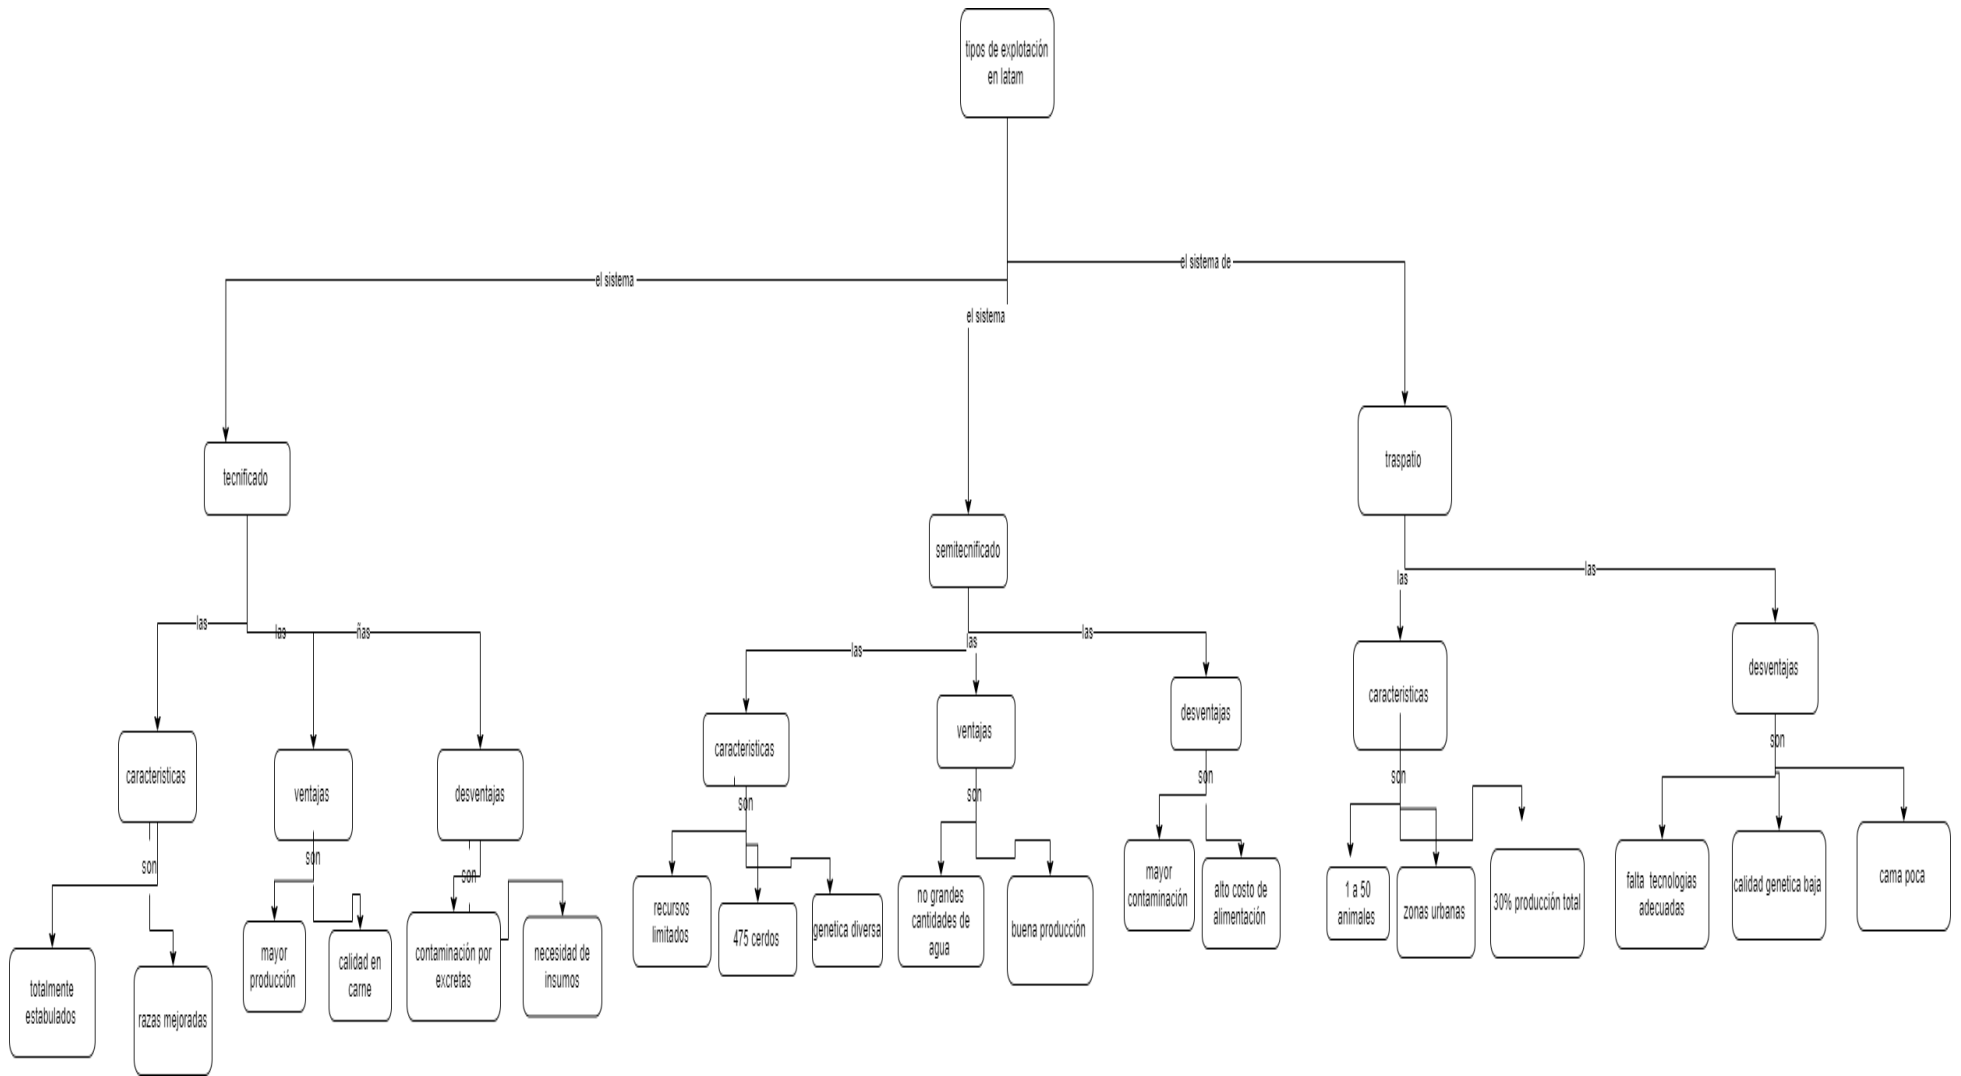 tipos de explotación
en latam
el sistema de
el sistema
el sistema
tecnificado
semitecnificado
traspatio
las
las
ñas
las
las
las
las
las
caracteristicas
ventajas
desventajas
caracteristicas
ventajas
desventajas
caracteristicas
desventajas
son
son
son
son
son
son
son
son
totalmente
estabulados
razas mejoradas
mayor
producción
calidad en
carne
contaminación por
excretas
necesidad de
insumos
recursos
limitados
475 cerdos
genetica diversa
no grandes
cantidades de
agua
buena producción
mayor
contaminación
alto costo de
alimentación
1 a 50
animales
zonas urbanas
30% producción total
falta  tecnologias
adecuadas
calidad genetica baja
cama poca